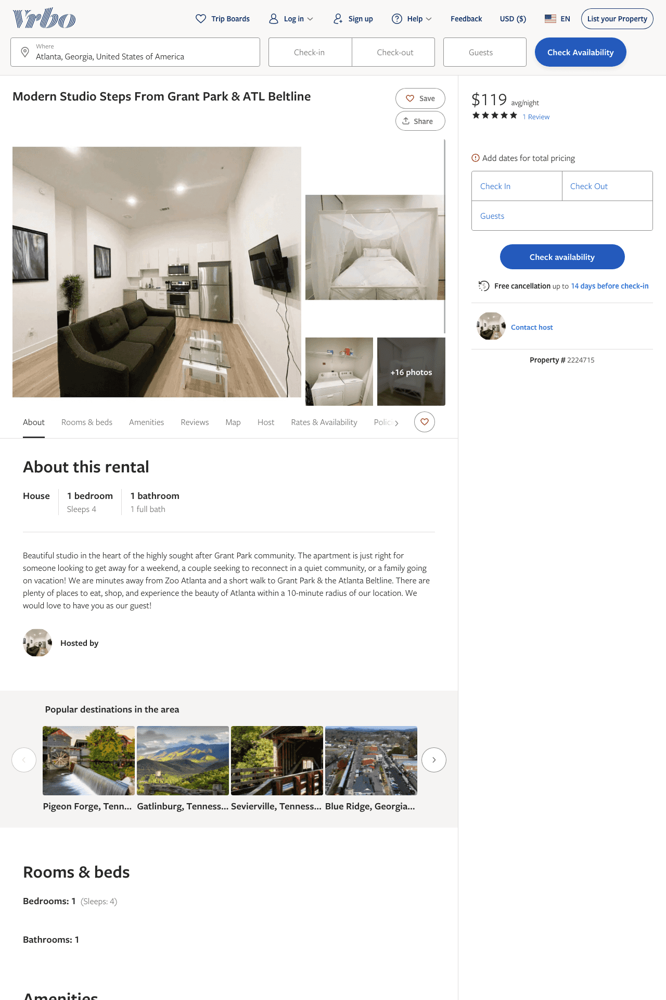 Vrbo
Trip Boards
Log in
Sign up
Help
Feedback
USD ($)
EN
List your Property
Where
Atlanta, Georgia, United States of America
Check-in
Check-out
Guests
Check Availability
Modern Studio Steps From Grant Park & ATL Beltline
Save
Share
+16 photos
$119 avg/night
1 Review
Add dates for total pricing
Check In
Check Out
Guests
Check availability
Free cancellation up to 14 days before check-in
Contact host
Property # 2224715
About
Rooms & beds
Amenities
Reviews
Map
Host
Rates & Availability
Polici
About this rental
House
1 bedroom
Sleeps 4
1 bathroom
1 full bath
Beautiful studio in the heart of the highly sought after Grant Park community. The apartment is just right for
someone looking to get away for a weekend, a couple seeking to reconnect in a quiet community, or a family going
on vacation! We are minutes away from Zoo Atlanta and a short walk to Grant Park & the Atlanta Beltline. There are
plenty of places to eat, shop, and experience the beauty of Atlanta within a 10-minute radius of our location. We
would love to have you as our guest!
Hosted by
Popular destinations in the area
Pigeon Forge, Tenn...
Gatlinburg, Tenness...
Sevierville, Tenness...
Blue Ridge, Georgia...
Rooms & beds
Bedrooms: 1 (Sleeps: 4)
Bathrooms: 1
Amenities